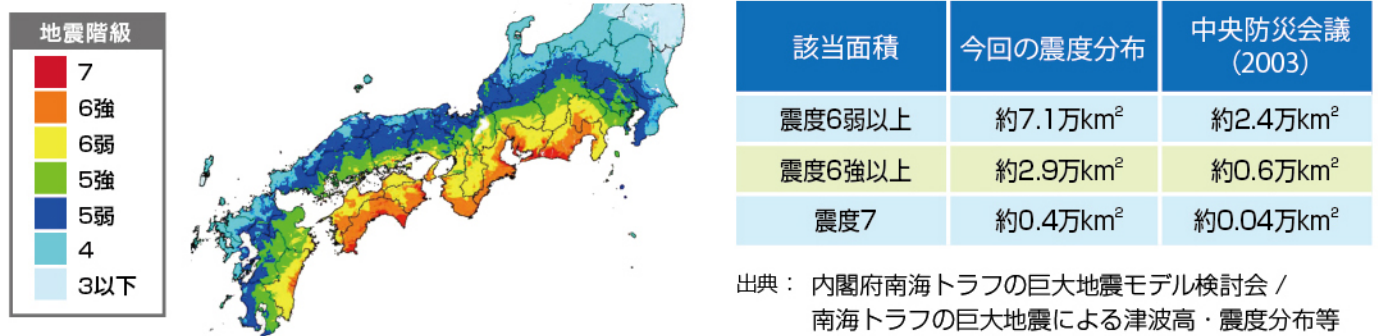 地震階級
7
6強
6弱
5強
5弱
4
3以下
該当面積 今回の震度分布 中央防災会議
(2003)
震度6弱以上 約7.1万km² 約2.4万km²
震度6強以上 約2.9万km² 約0.6万km²
震度7 約0.4万km² 約0.04万km²
出典： 内閣府南海トラフの巨大地震モデル検討会 /
南海トラフの巨大地震による津波高・震度分布等